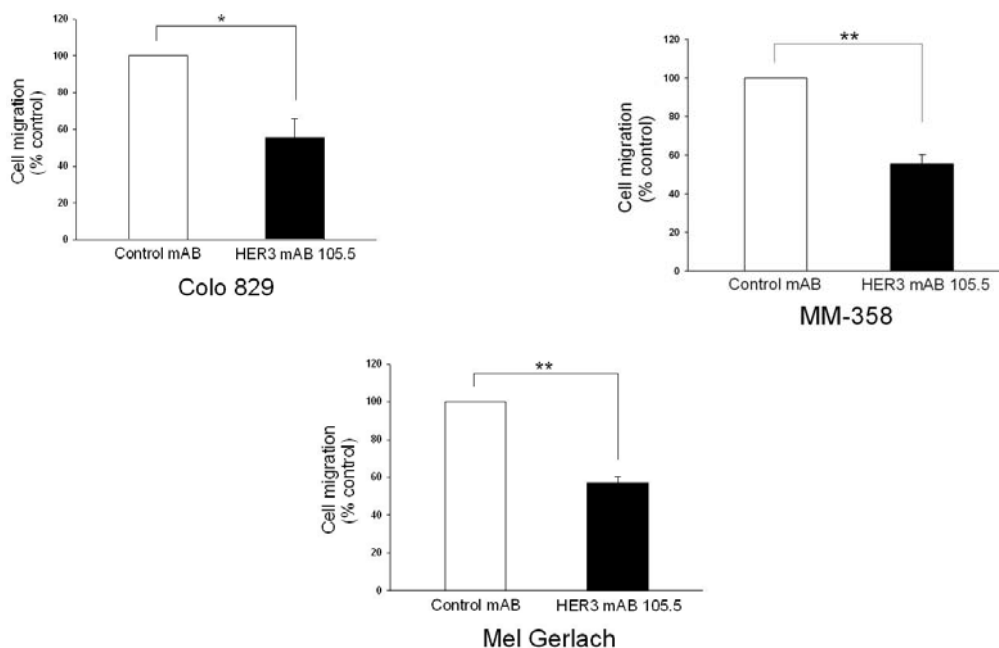 *
120
100
80
60
40
20
0
Cell migration
(% control)
Control mAB HER3 mAB 105.5
Colo 829
**
120
100
80
60
40
20
0
Cell migration
(% control)
Control mAB HER3 mAB 105.5
MM-358
**
120
100
80
60
40
20
0
Cell migration
(% control)
Control mAB HER3 mAB 105.5
Mel Gerlach